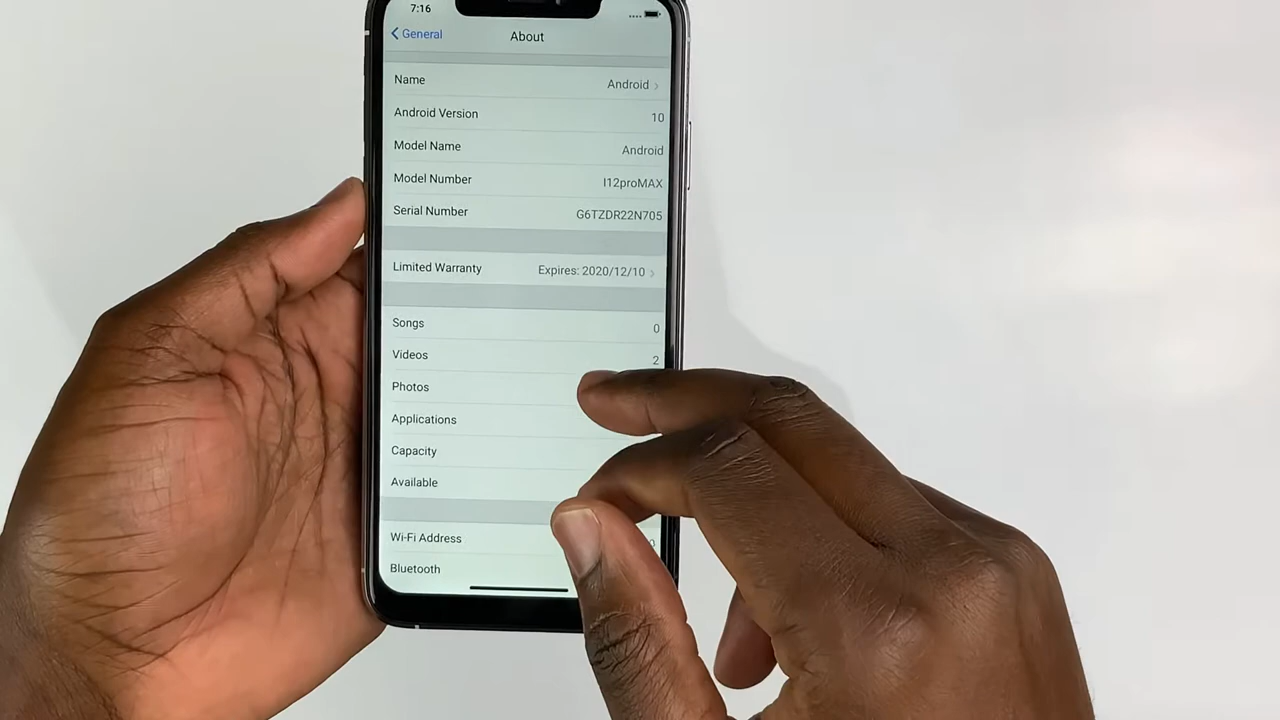 7:16
General About
Name Android
Android Version 10
Model Name Android
Model Number I12proMAX
Serial Number G6TZDR22N705
Limited Warranty Expires: 2020/12/10
Songs 0
Videos 2
Photos
Applications
Capacity
Available
Wi-Fi Address
Bluetooth